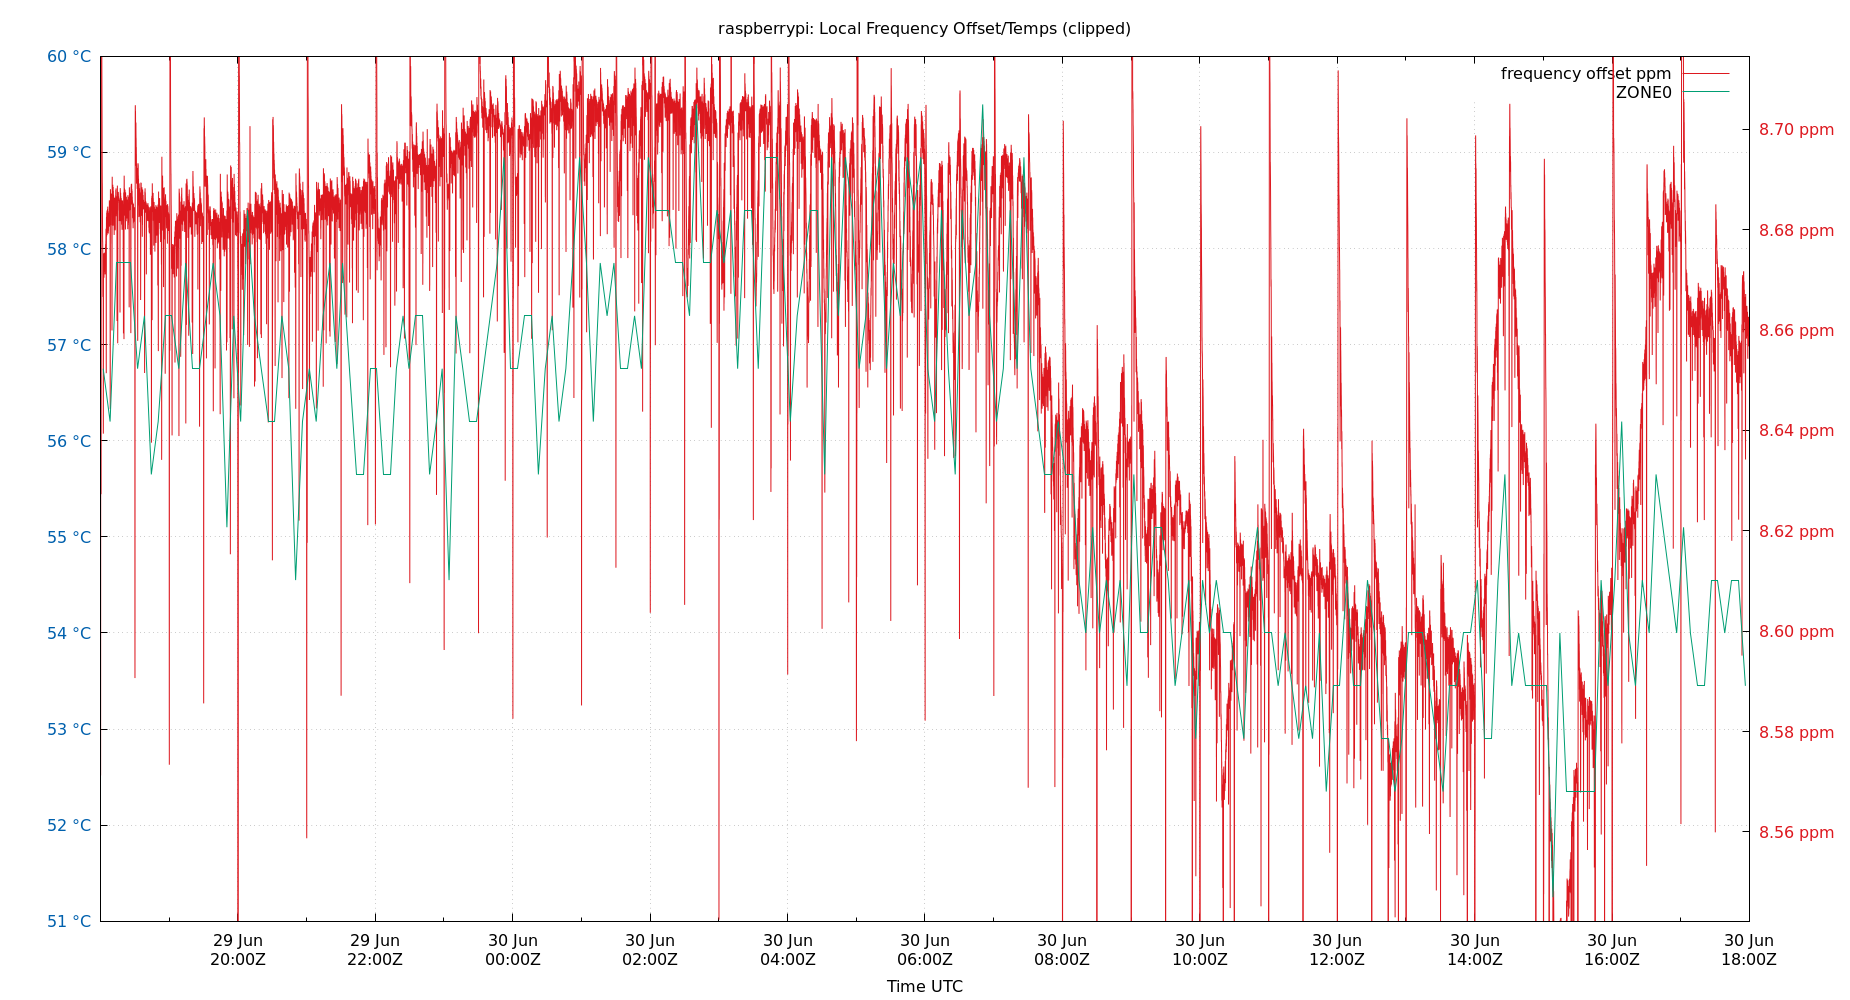 raspberrypi: Local Frequency Offset/Temps (clipped)
frequency offset ppm
ZONE0
60 °C
59 °C
58 °C
57 °C
56 °C
55 °C
54 °C
53 °C
52 °C
51 °C
8.70 ppm
8.68 ppm
8.66 ppm
8.64 ppm
8.62 ppm
8.60 ppm
8.58 ppm
8.56 ppm
29 Jun 29 Jun 30 Jun 30 Jun 30 Jun 30 Jun 30 Jun 30 Jun 30 Jun 30 Jun 30 Jun 30 Jun
20:00Z 22:00Z 00:00Z 02:00Z 04:00Z 06:00Z 08:00Z 10:00Z 12:00Z 14:00Z 16:00Z 18:00Z
Time UTC